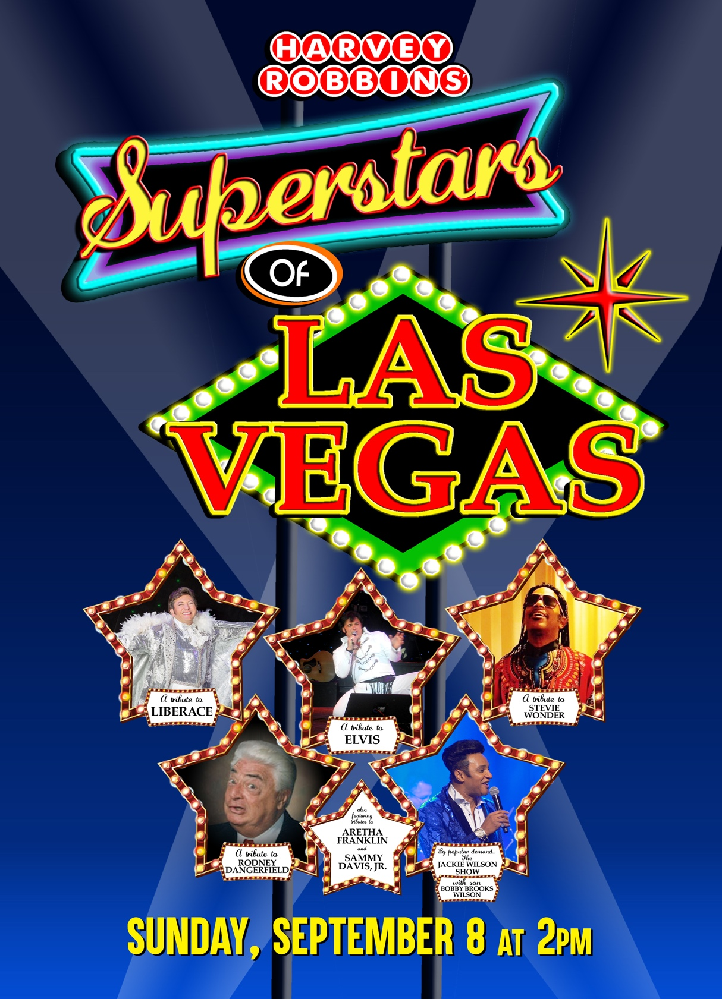 HARVEY
ROBBINS'
Superstars
Of
LAS
VEGAS
A tribute to
LIBERACE
A tribute to
ELVIS
A tribute to
STEVIE
WONDER
A tribute to
RODNEY
DANGERFIELD
also
featuring
tributes to
ARETHA
FRANKLIN
and
SAMMY
DAVIS, JR.
By popular demand...
The
JACKIE WILSON
SHOW
with son
BOBBY BROOKS
WILSON
SUNDAY, SEPTEMBER 8 AT 2PM